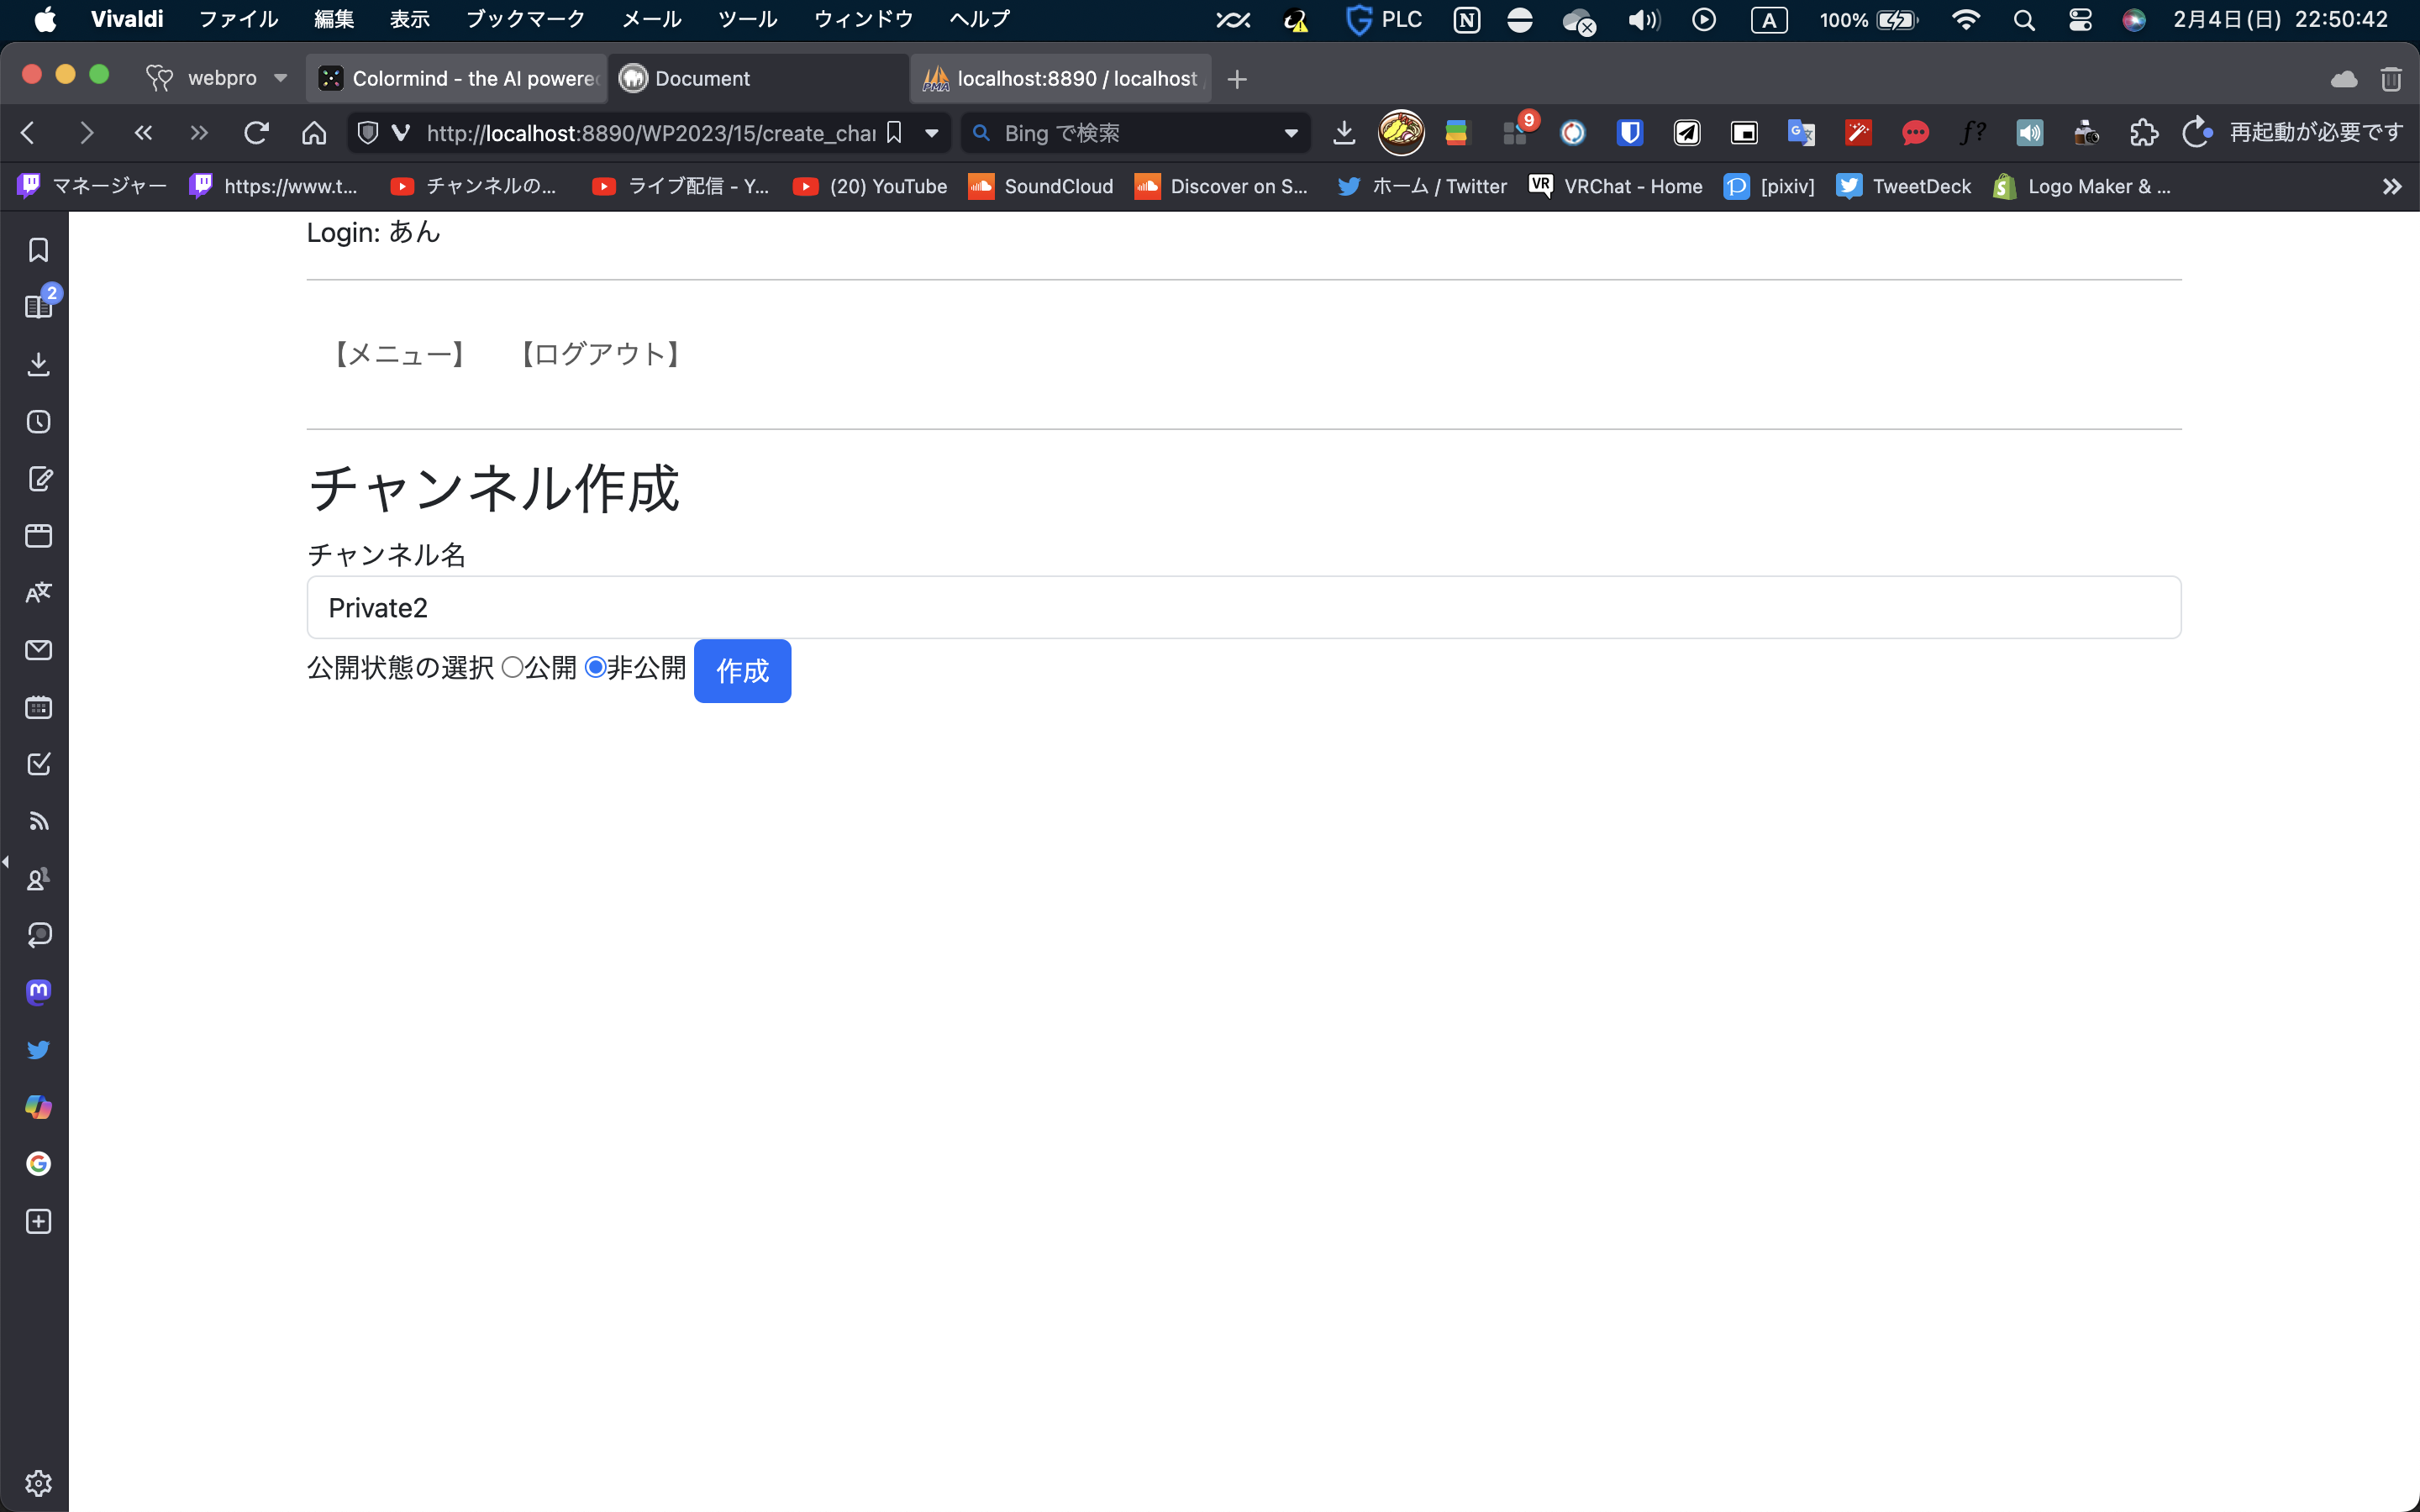 Vivaldi ファイル 編集 表示 ブックマーク メール ツール ウィンドウ ヘルプ PLC A 100% 2月4日(日) 22:50:42
webpro Colormind - the AI powere Document localhost:8890 / localhost
http://localhost:8890/WP2023/15/create_char Bing で検索 9 再起動が必要です
マネージャー https://www.t... チャンネルの... ライブ配信 - Y... (20) YouTube SoundCloud Discover on S... ホーム / Twitter VRChat - Home [pixiv] TweetDeck Logo Maker & ...
2
Login: あん
【メニュー】 【ログアウト】
チャンネル作成
チャンネル名
Private2
公開状態の選択 公開 非公開 作成